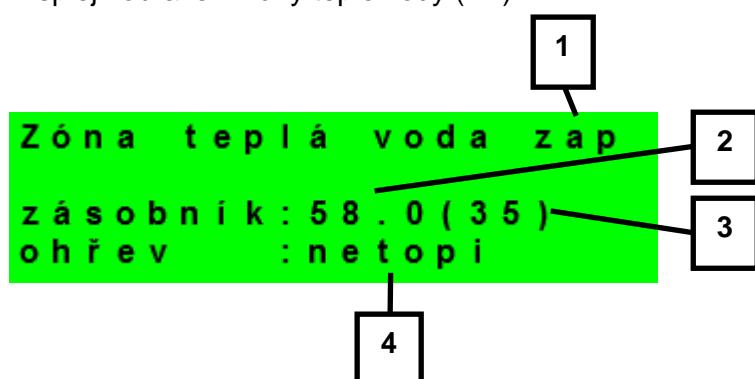 1
Zóna teplá voda zap
2
zásobník:58.0(35)
3
ohřev :netopi
4